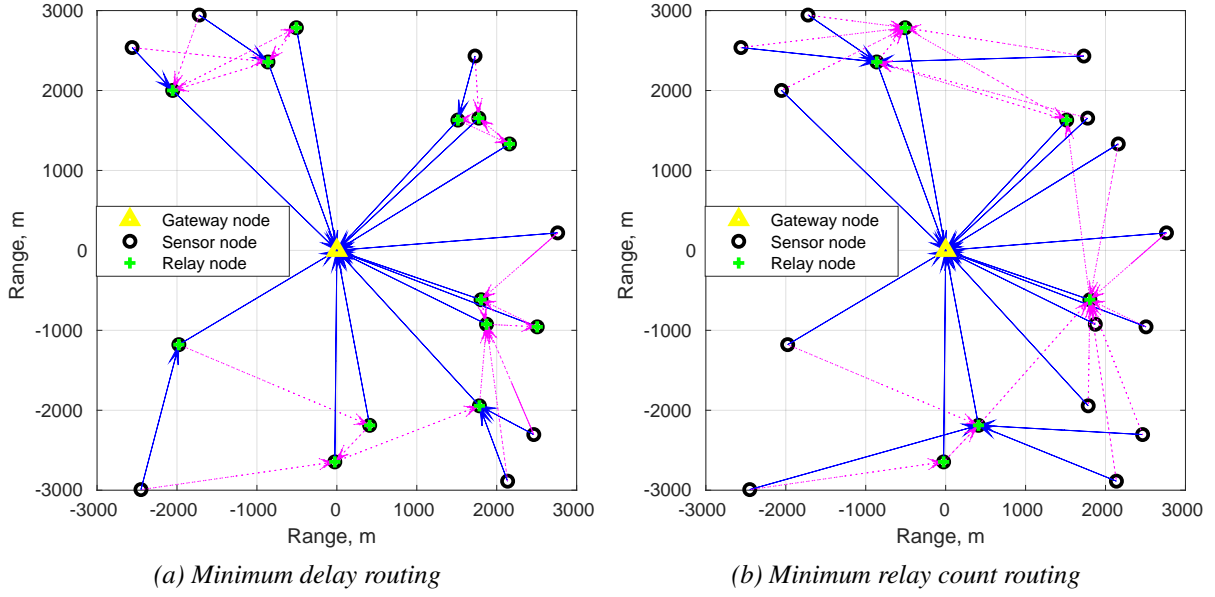 3000
2000
1000
0
-1000
-2000
-3000
Range, m
-3000 -2000 -1000 0 1000 2000 3000
Range, m
Gateway node
Sensor node
Relay node
(a) Minimum delay routing
3000
2000
1000
0
-1000
-2000
-3000
Range, m
-3000 -2000 -1000 0 1000 2000 3000
Range, m
Gateway node
Sensor node
Relay node
(b) Minimum relay count routing